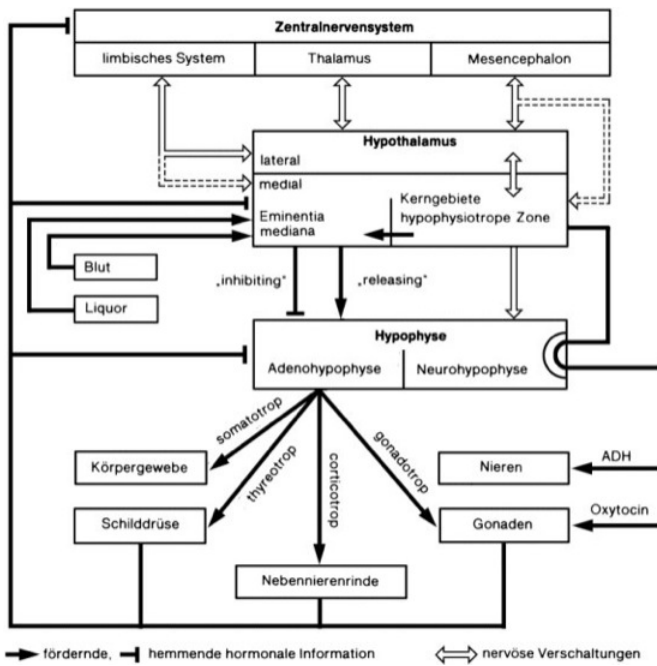 Zentralnervensystem
limbisches System
Thalamus
Mesencephalon
Hypothalamus
lateral
medial
Eminentia
mediana
Kerngebiete
hypophysiotrope Zone
Blut
Liquor
„inhibiting“
„releasing“
Hypophyse
Adenohypophyse
Neurohypophyse
somatotrop
thyreotrop
corticotrop
gonadotrop
Körpergewebe
Nieren
ADH
Schilddrüse
Gonaden
Oxytocin
Nebennierenrinde
fördernde, hemmende hormonale Information
nervöse Verschaltungen